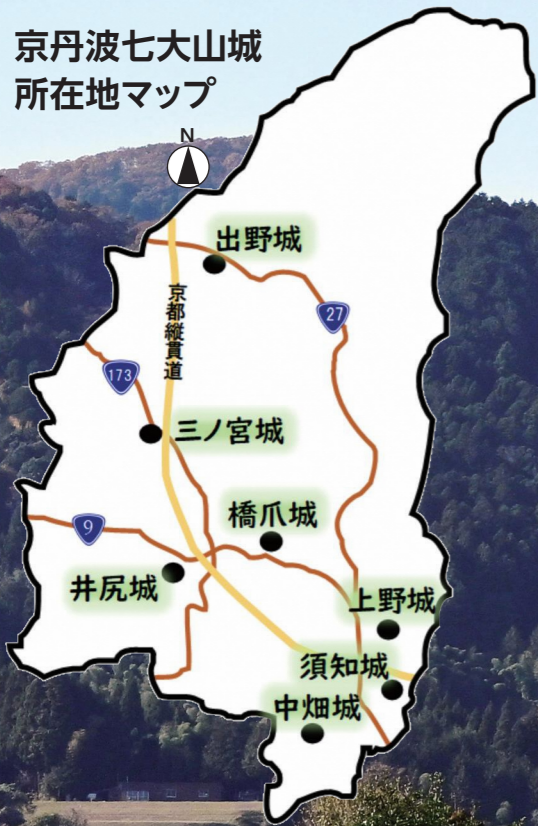 京丹波七大山城
所在地マップ
N
出野城
京都縦貫道
27
173
三ノ宮城
橋爪城
9
井尻城
上野城
須知城
中畑城